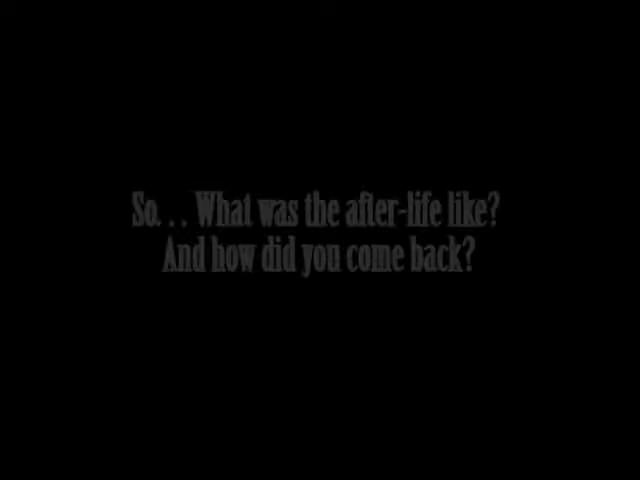 So. . . What was the after-life like?
And how did you come back?